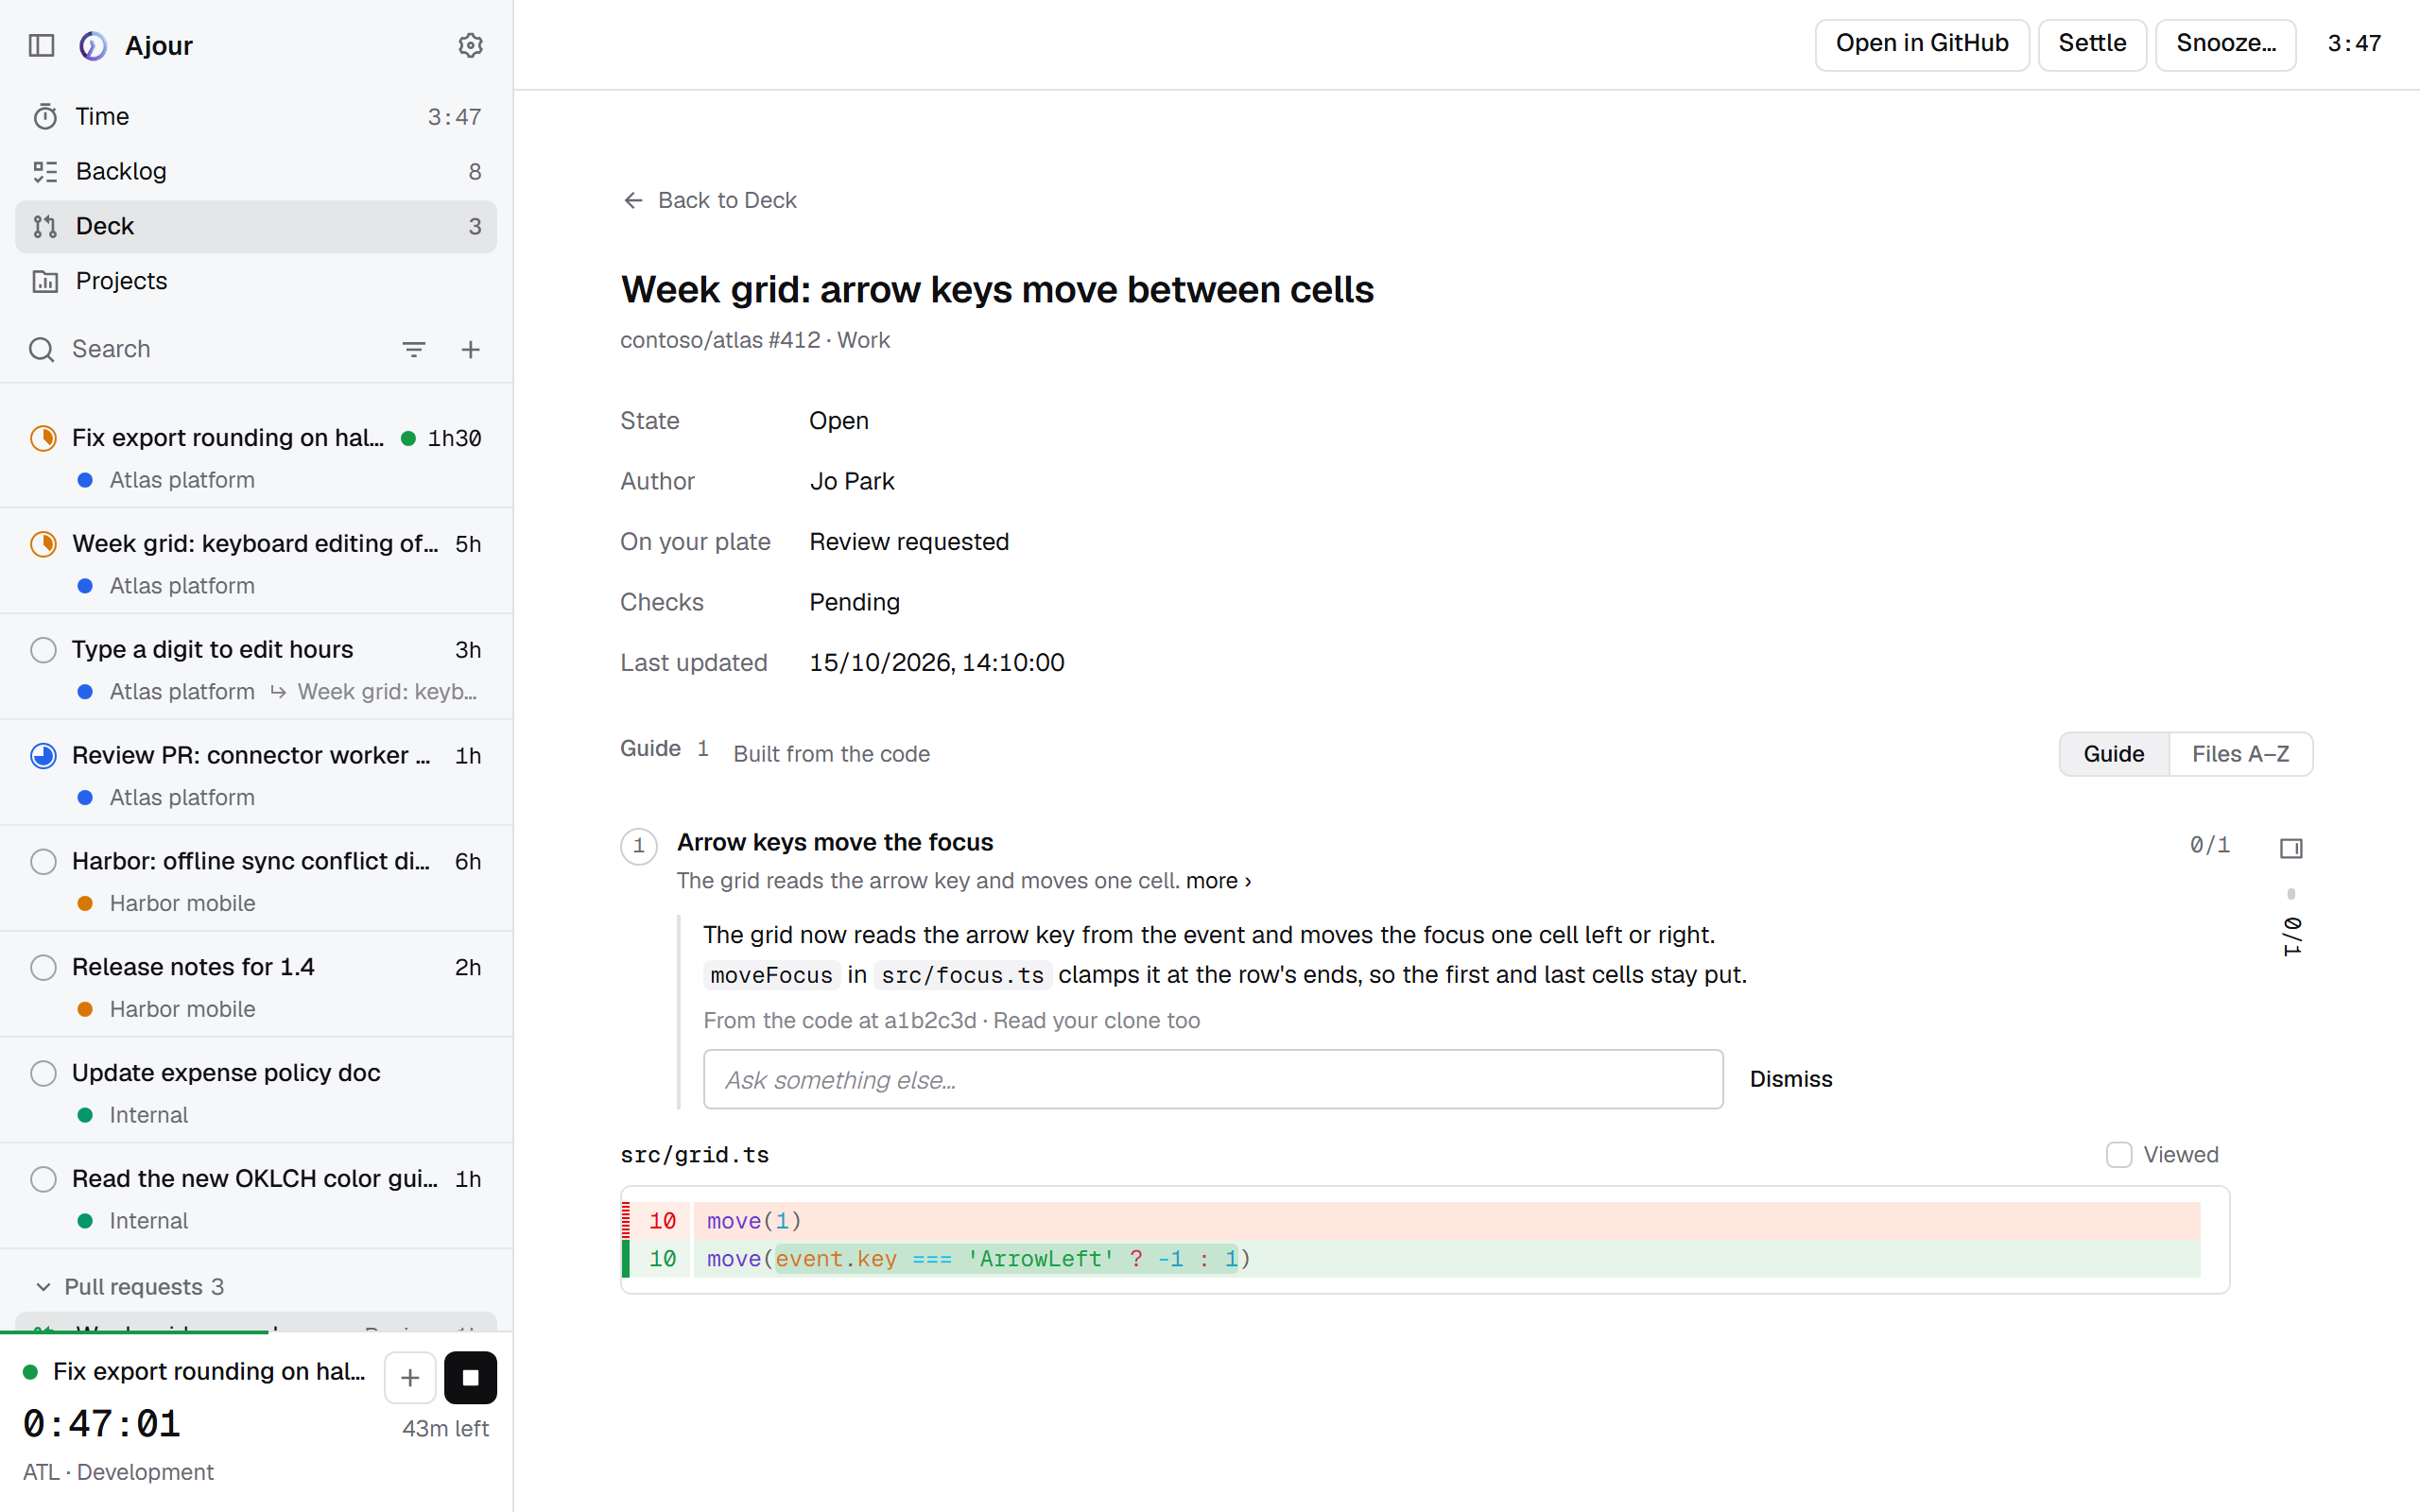 Ajour
Time 3:47
Backlog 8
Deck 3
Projects
Search
Fix export rounding on hal... 1h30
Atlas platform
Week grid: keyboard editing of... 5h
Atlas platform
Type a digit to edit hours 3h
Atlas platform ↳ Week grid: keyb...
Review PR: connector worker ... 1h
Atlas platform
Harbor: offline sync conflict di... 6h
Harbor mobile
Release notes for 1.4 2h
Harbor mobile
Update expense policy doc
Internal
Read the new OKLCH color gui... 1h
Internal
Pull requests 3
Fix export rounding on hal...
0:47:01
43m left
ATL · Development
Open in GitHub Settle Snooze... 3:47
← Back to Deck
Week grid: arrow keys move between cells
contoso/atlas #412 · Work
State Open
Author Jo Park
On your plate Review requested
Checks Pending
Last updated 15/10/2026, 14:10:00
Guide 1 Built from the code Guide Files A–Z
1 Arrow keys move the focus 0/1
The grid reads the arrow key and moves one cell. more ›
0/1
The grid now reads the arrow key from the event and moves the focus one cell left or right.
moveFocus in src/focus.ts clamps it at the row's ends, so the first and last cells stay put.
From the code at a1b2c3d · Read your clone too
Ask something else... Dismiss
src/grid.ts Viewed
10 move(1)
10 move(event.key === 'ArrowLeft' ? -1 : 1)